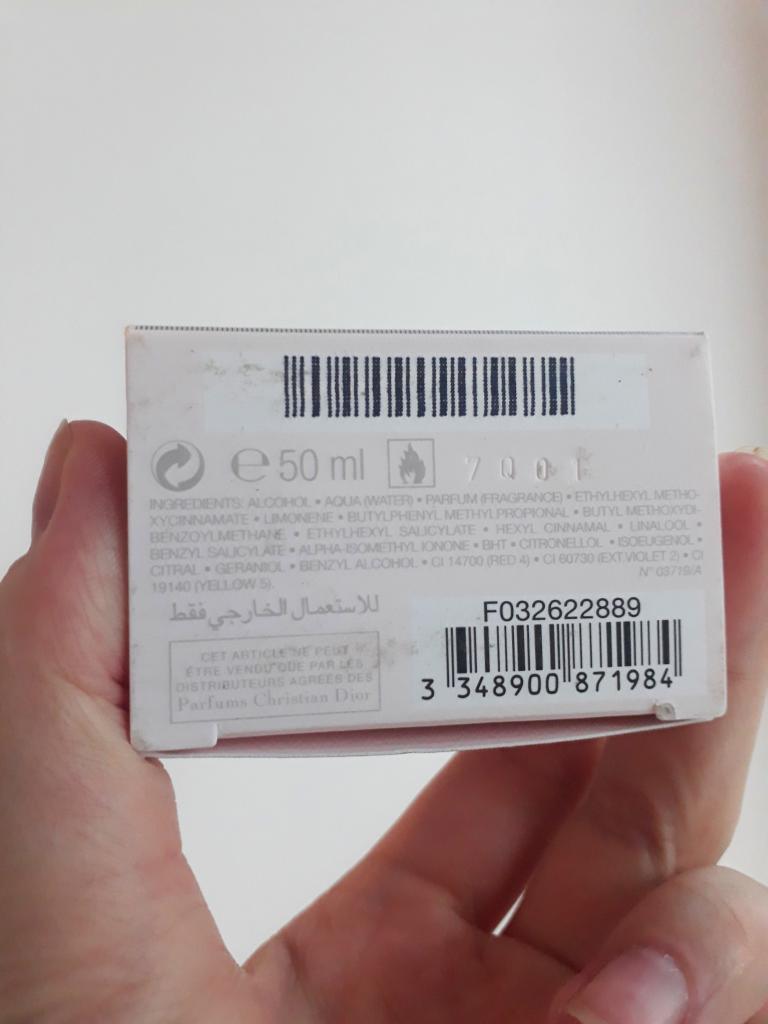 e 50 ml
7Q01
INGREDIENTS: ALCOHOL • AQUA (WATER) • PARFUM (FRAGRANCE) • ETHYLHEXYL METHO-
XYCINNAMATE • LIMONENE • BUTYLPHENYL METHYLPROPIONAL • BUTYL METHOXYDI-
BENZOYLMETHANE • ETHYLHEXYL SALICYLATE • HEXYL CINNAMAL • LINALOOL •
BENZYL SALICYLATE • ALPHA-ISOMETHYL IONONE • BHT • CITRONELLOL • ISOEUGENOL •
CITRAL • GERANIOL • BENZYL ALCOHOL • CI 14700 (RED 4) • CI 60730 (EXT.VIOLET 2) • CI
19140 (YELLOW 5).
N° 03719/A
للاستعمال الخارجي فقط
CET ARTICLE NE PEUT
ÊTRE VENDU QUE PAR LES
DISTRIBUTEURS AGRÉÉS DES
Parfums Christian Dior
F032622889
3 348900 871984